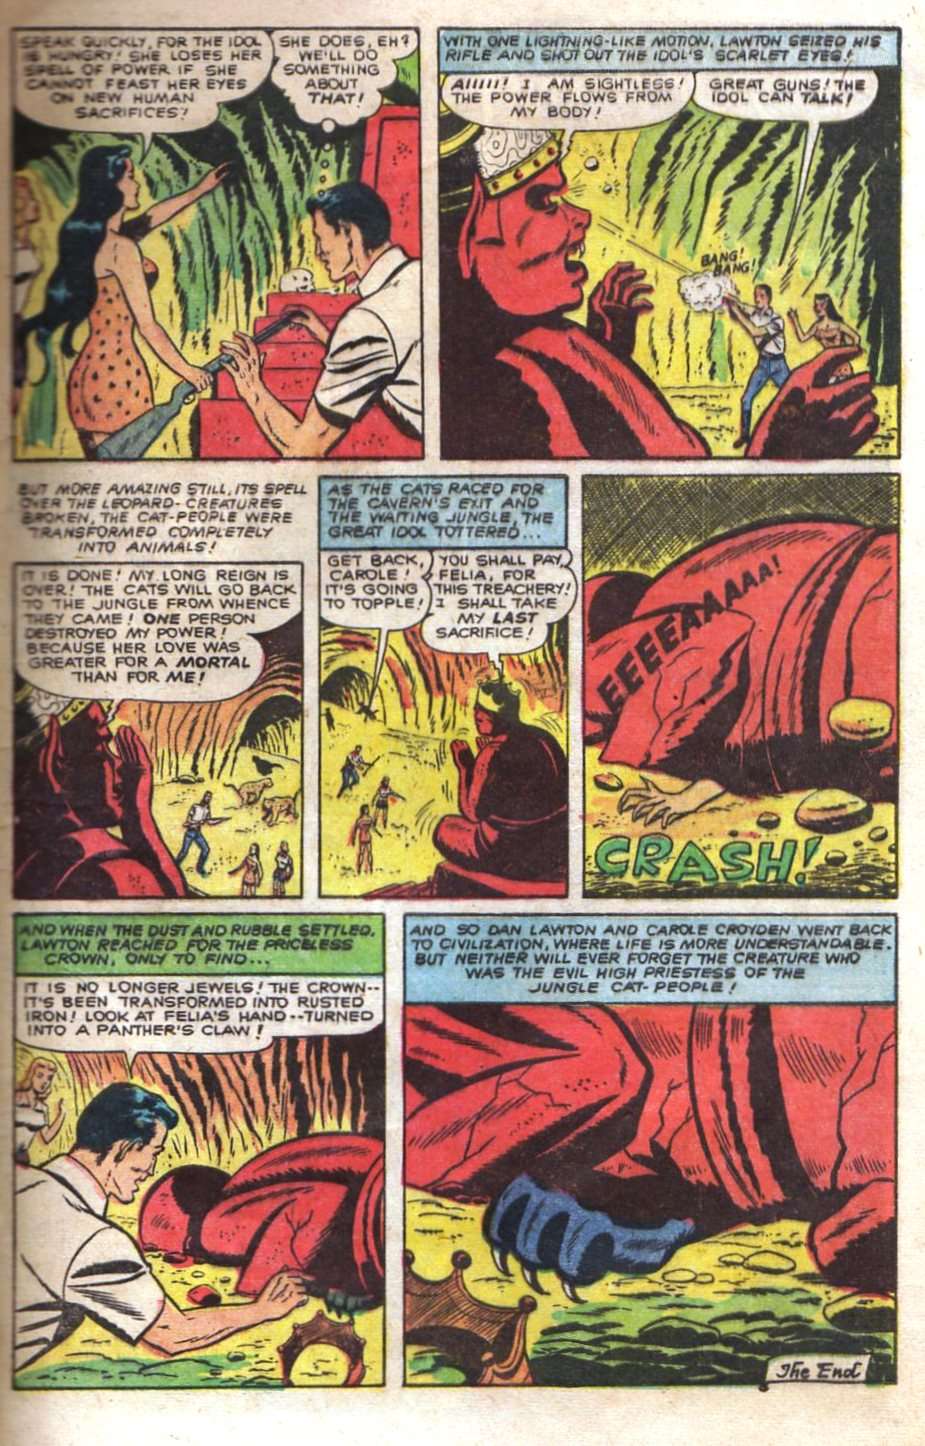 SPEAK QUICKLY, FOR THE IDOL
IS HUNGRY! SHE LOSES HER
SPELL OF POWER IF SHE
CANNOT FEAST HER EYES
ON NEW HUMAN
SACRIFICES!
SHE DOES, EH?
WE'LL DO
SOMETHING
ABOUT
THAT!
WITH ONE LIGHTNING-LIKE MOTION, LAWTON SEIZED HIS
RIFLE AND SHOT OUT THE IDOL'S SCARLET EYES!
AIIIII! I AM SIGHTLESS!
THE POWER FLOWS FROM
MY BODY!
GREAT GUNS! THE
IDOL CAN TALK!
BANG!
BANG!
BUT MORE AMAZING STILL, ITS SPELL
OVER THE LEOPARD-CREATURES
BROKEN, THE CAT-PEOPLE WERE
TRANSFORMED COMPLETELY
INTO ANIMALS!
IT IS DONE! MY LONG REIGN IS
OVER! THE CATS WILL GO BACK
TO THE JUNGLE FROM WHENCE
THEY CAME! ONE PERSON
DESTROYED MY POWER!
BECAUSE HER LOVE WAS
GREATER FOR A MORTAL
THAN FOR ME!
AS THE CATS RACED FOR
THE CAVERN'S EXIT AND
THE WAITING JUNGLE, THE
GREAT IDOL TOTTERED...
GET BACK,
CAROLE!
IT'S GOING
TO TOPPLE!
YOU SHALL PAY,
FELIA, FOR
THIS TREACHERY!
I SHALL TAKE
MY LAST
SACRIFICE!
EEEEAAAAA!
CRASH!
AND WHEN THE DUST AND RUBBLE SETTLED,
LAWTON REACHED FOR THE PRICELESS
CROWN, ONLY TO FIND...
IT IS NO LONGER JEWELS! THE CROWN--
IT'S BEEN TRANSFORMED INTO RUSTED
IRON! LOOK AT FELIA'S HAND--TURNED
INTO A PANTHER'S CLAW!
AND SO DAN LAWTON AND CAROLE CROYDEN WENT BACK
TO CIVILIZATION, WHERE LIFE IS MORE UNDERSTANDABLE.
BUT NEITHER WILL EVER FORGET THE CREATURE WHO
WAS THE EVIL HIGH PRIESTESS OF THE
JUNGLE CAT-PEOPLE!
The End